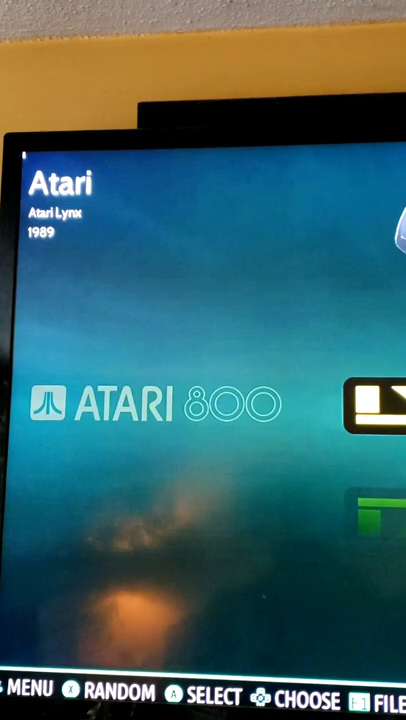 Atari
Atari Lynx
1989
ATARI 800
MENU X RANDOM A SELECT CHOOSE FILE